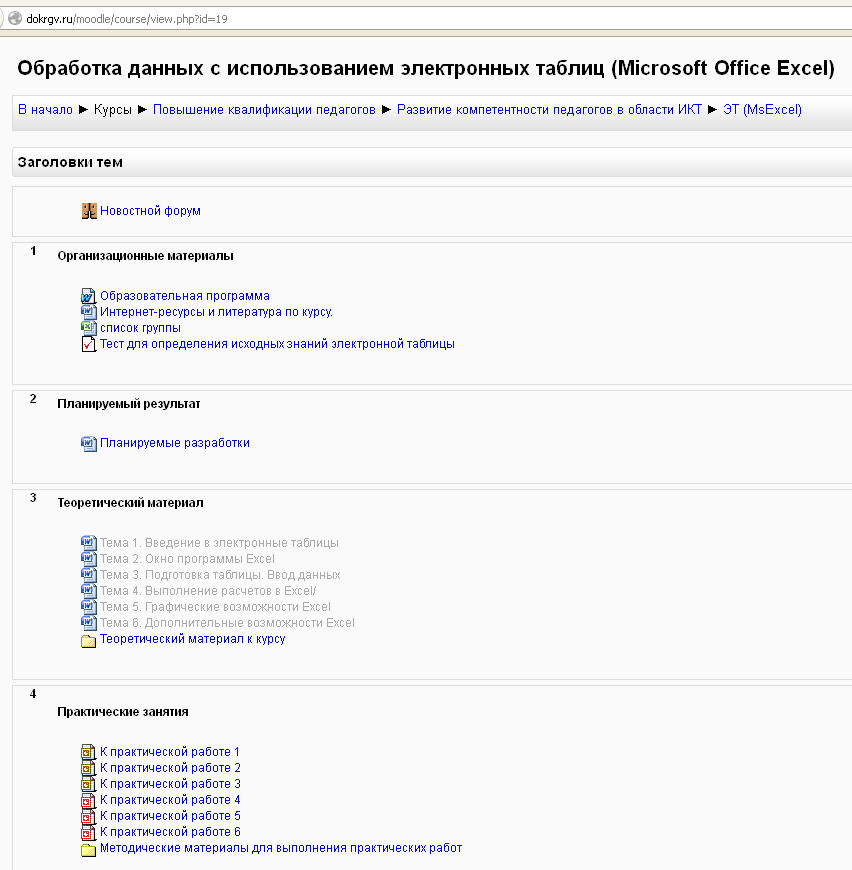 dokrgv.ru/moodle/course/view.php?id=19
Обработка данных с использованием электронных таблиц (Microsoft Office Excel)
В начало ► Курсы ► Повышение квалификации педагогов ► Развитие компетентности педагогов в области ИКТ ► ЭТ (MsExcel)
Заголовки тем
Новостной форум
1
Организационные материалы
Образовательная программа
Интернет-ресурсы и литература по курсу.
список группы
Тест для определения исходных знаний электронной таблицы
2
Планируемый результат
Планируемые разработки
3
Теоретический материал
Тема 1. Введение в электронные таблицы
Тема 2. Окно программы Excel
Тема 3. Подготовка таблицы. Ввод данных
Тема 4. Выполнение расчетов в Excel/
Тема 5. Графические возможности Excel
Тема 6. Дополнительные возможности Excel
Теоретический материал к курсу
4
Практические занятия
К практической работе 1
К практической работе 2
К практической работе 3
К практической работе 4
К практической работе 5
К практической работе 6
Методические материалы для выполнения практических работ